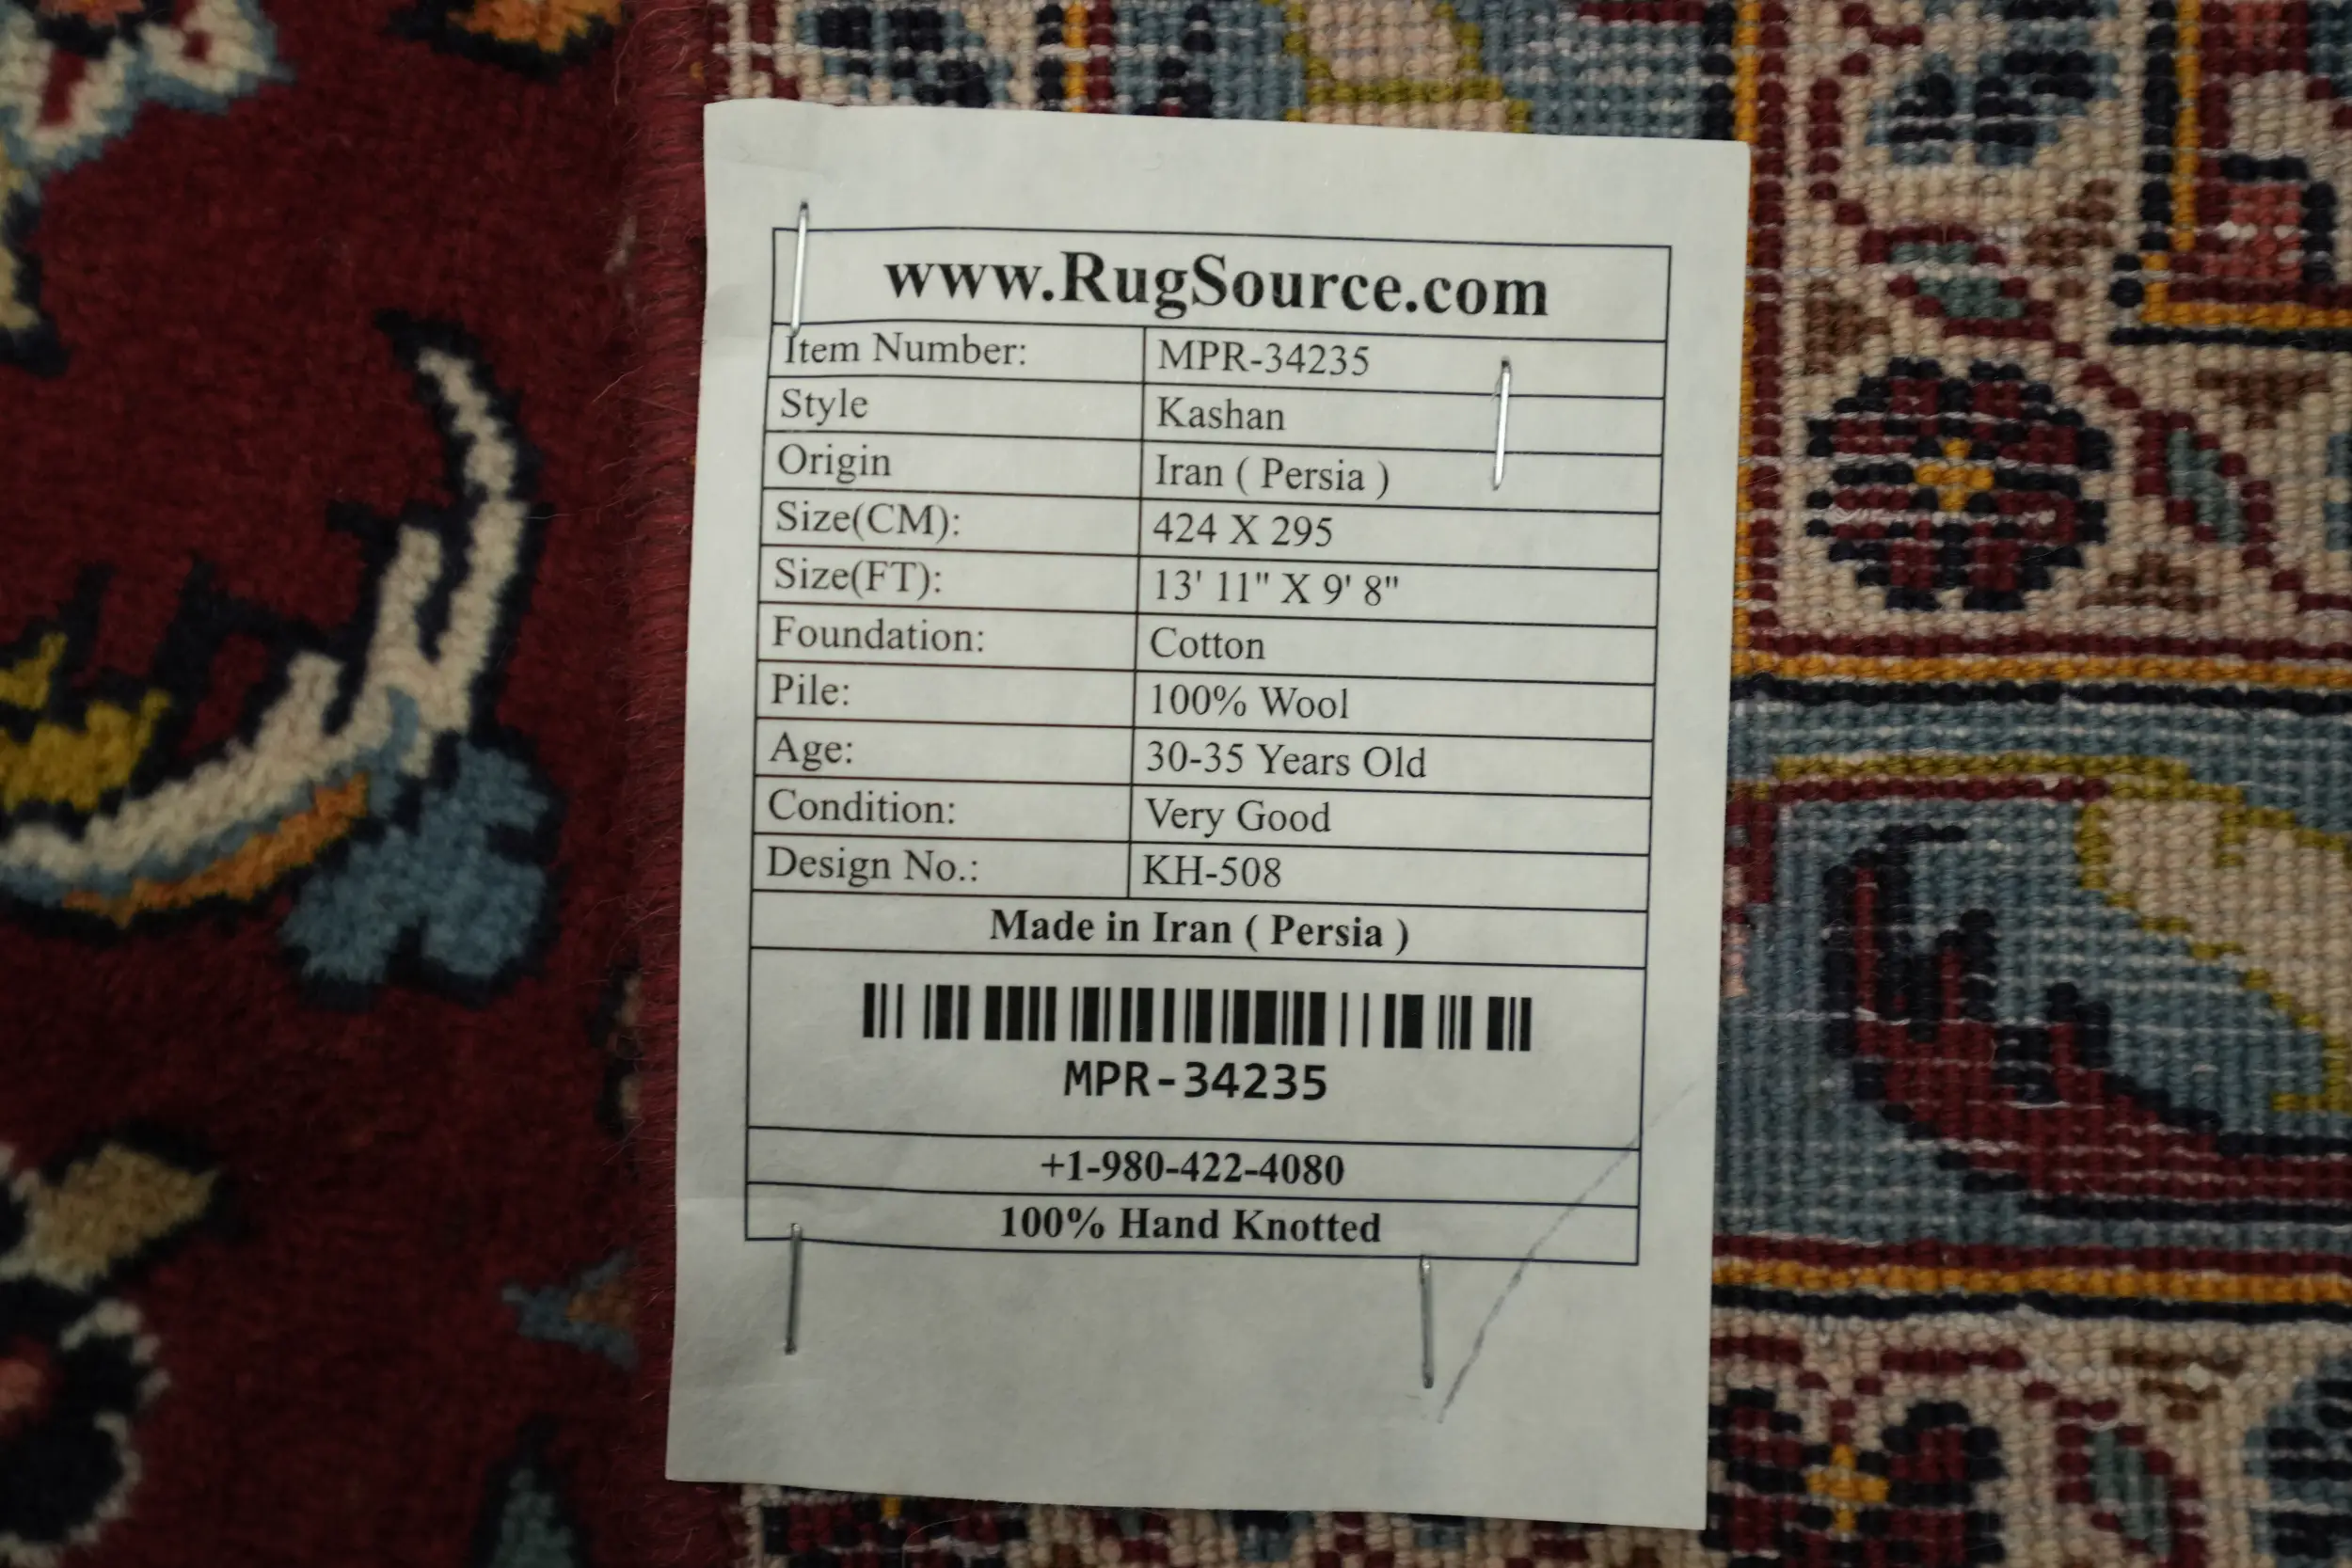 www.RugSource.com
Item Number: MPR-34235
Style Kashan
Origin Iran ( Persia )
Size(CM): 424 X 295
Size(FT): 13' 11" X 9' 8"
Foundation: Cotton
Pile: 100% Wool
Age: 30-35 Years Old
Condition: Very Good
Design No.: KH-508
Made in Iran ( Persia )
MPR-34235
+1-980-422-4080
100% Hand Knotted